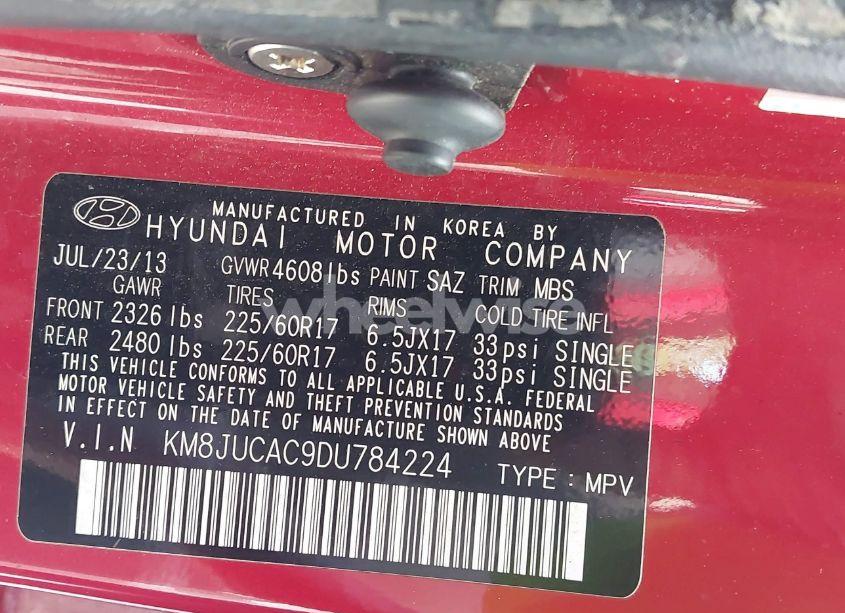 MANUFACTURED IN KOREA BY
HYUNDAI MOTOR COMPANY
JUL/23/13 GVWR 4608 lbs PAINT SAZ TRIM MBS
GAWR TIRES RIMS COLD TIRE INFL
FRONT 2326 lbs 225/60R17 6.5JX17 33psi SINGLE
REAR 2480 lbs 225/60R17 6.5JX17 33psi SINGLE
THIS VEHICLE CONFORMS TO ALL APPLICABLE U.S.A. FEDERAL
MOTOR VEHICLE SAFETY AND THEFT PREVENTION STANDARDS
IN EFFECT ON THE DATE OF MANUFACTURE SHOWN ABOVE
V.I.N KM8JUCAC9DU784224 TYPE : MPV
wheelwise